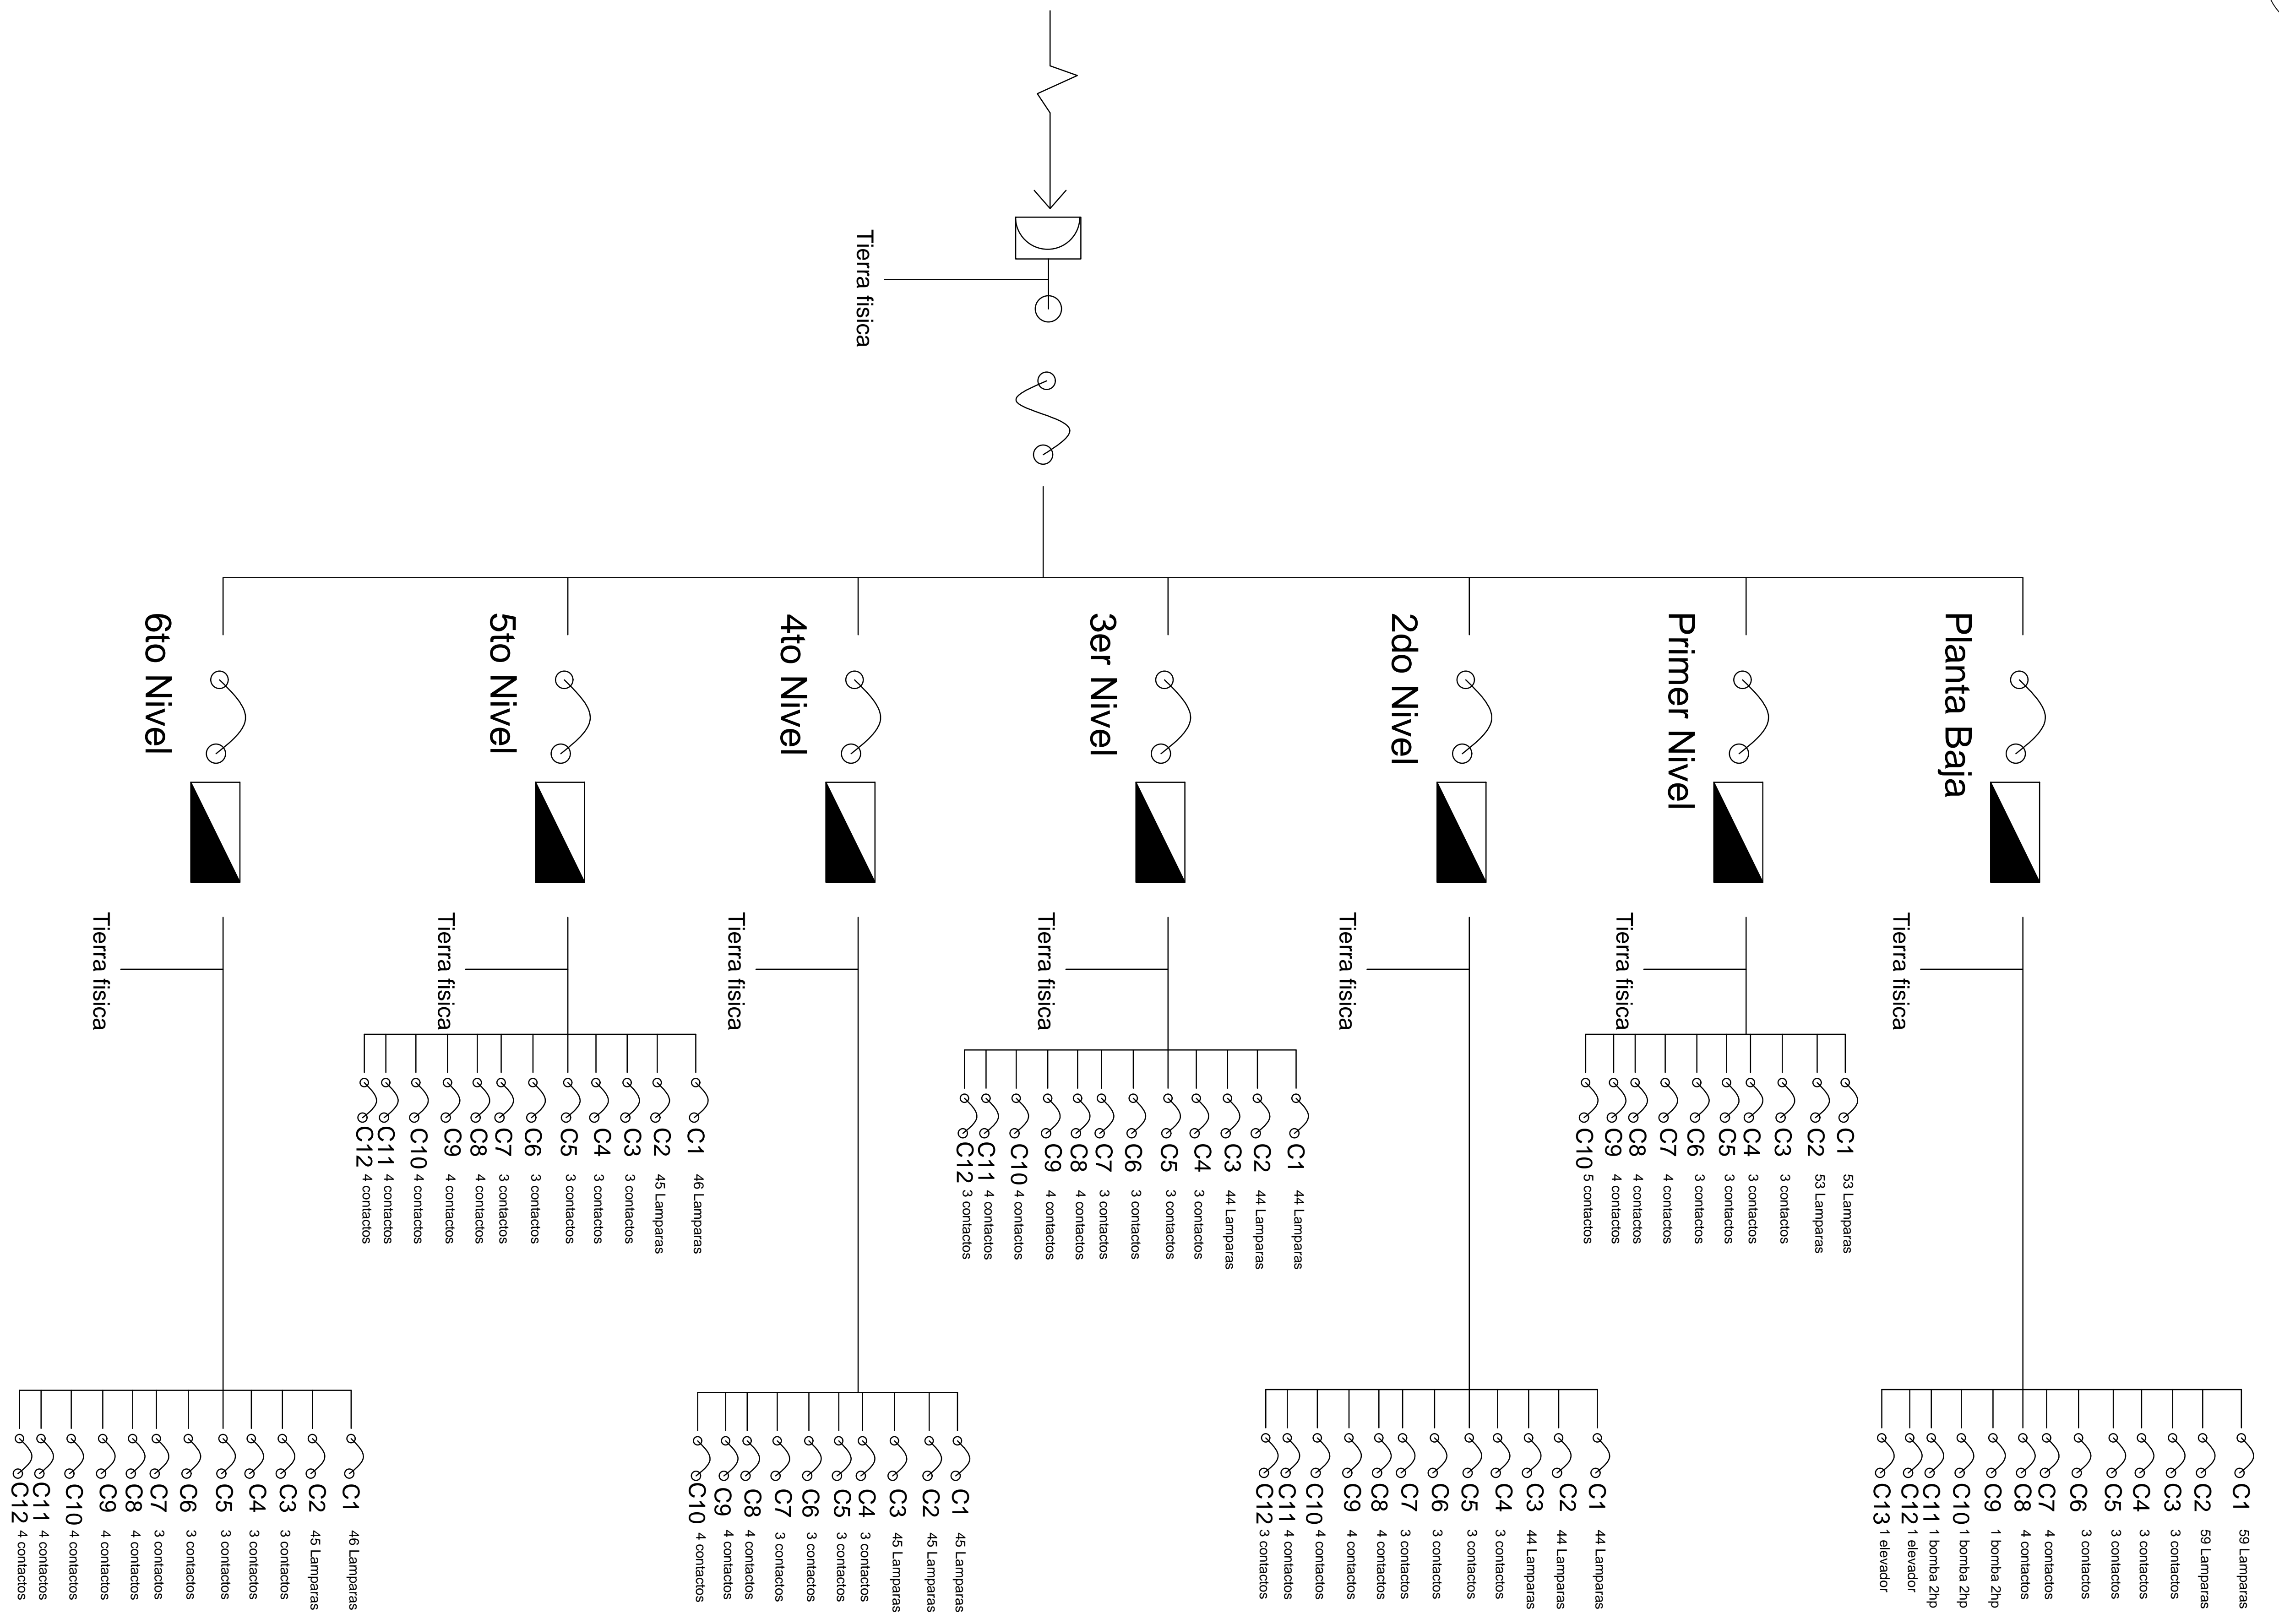 Tierra fisica
Planta Baja
Tierra fisica
C1 59 Lamparas
C2 59 Lamparas
C3 3 contactos
C4 3 contactos
C5 3 contactos
C6 3 contactos
C7 4 contactos
C8 4 contactos
C9 1 bomba 2hp
C10 1 bomba 2hp
C11 1 bomba 2hp
C12 1 elevador
C13 1 elevador
Primer Nivel
Tierra fisica
C1 53 Lamparas
C2 53 Lamparas
C3 3 contactos
C4 3 contactos
C5 3 contactos
C6 3 contactos
C7 4 contactos
C8 4 contactos
C9 4 contactos
C10 5 contactos
2do Nivel
Tierra fisica
C1 44 Lamparas
C2 44 Lamparas
C3 44 Lamparas
C4 3 contactos
C5 3 contactos
C6 3 contactos
C7 3 contactos
C8 4 contactos
C9 4 contactos
C10 4 contactos
C11 4 contactos
C12 3 contactos
3er Nivel
Tierra fisica
C1 44 Lamparas
C2 44 Lamparas
C3 44 Lamparas
C4 3 contactos
C5 3 contactos
C6 3 contactos
C7 3 contactos
C8 4 contactos
C9 4 contactos
C10 4 contactos
C11 4 contactos
C12 3 contactos
4to Nivel
Tierra fisica
C1 45 Lamparas
C2 45 Lamparas
C3 45 Lamparas
C4 3 contactos
C5 3 contactos
C6 3 contactos
C7 3 contactos
C8 4 contactos
C9 4 contactos
C10 4 contactos
5to Nivel
Tierra fisica
C1 46 Lamparas
C2 45 Lamparas
C3 3 contactos
C4 3 contactos
C5 3 contactos
C6 3 contactos
C7 3 contactos
C8 4 contactos
C9 4 contactos
C10 4 contactos
C11 4 contactos
C12 4 contactos
6to Nivel
Tierra fisica
C1 46 Lamparas
C2 45 Lamparas
C3 3 contactos
C4 3 contactos
C5 3 contactos
C6 3 contactos
C7 3 contactos
C8 4 contactos
C9 4 contactos
C10 4 contactos
C11 4 contactos
C12 4 contactos